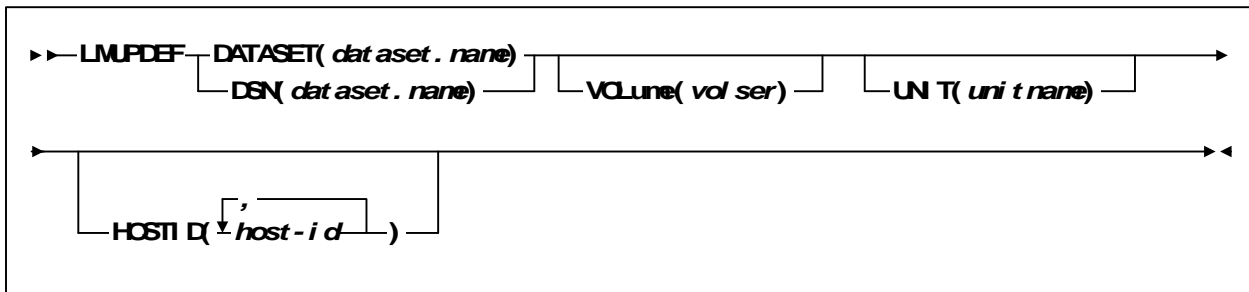 LMUPDEF DATASET(dataset.name)
DSN(dataset.name) VOLume(volser) UNIT(unitname)
,
HOSTID(host-id)